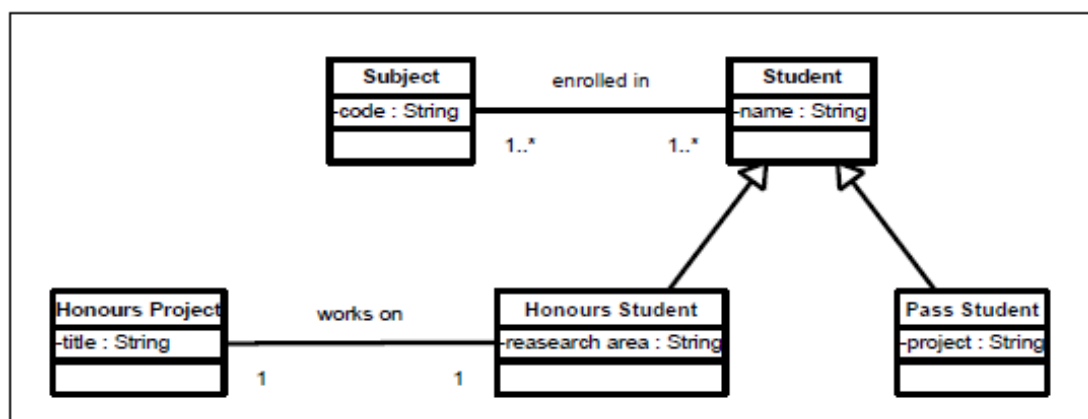 Subject
-code : String
enrolled in
1..*
1..*
Student
-name : String
Honours Project
-title : String
works on
1
1
Honours Student
-reasearch area : String
Pass Student
-project : String